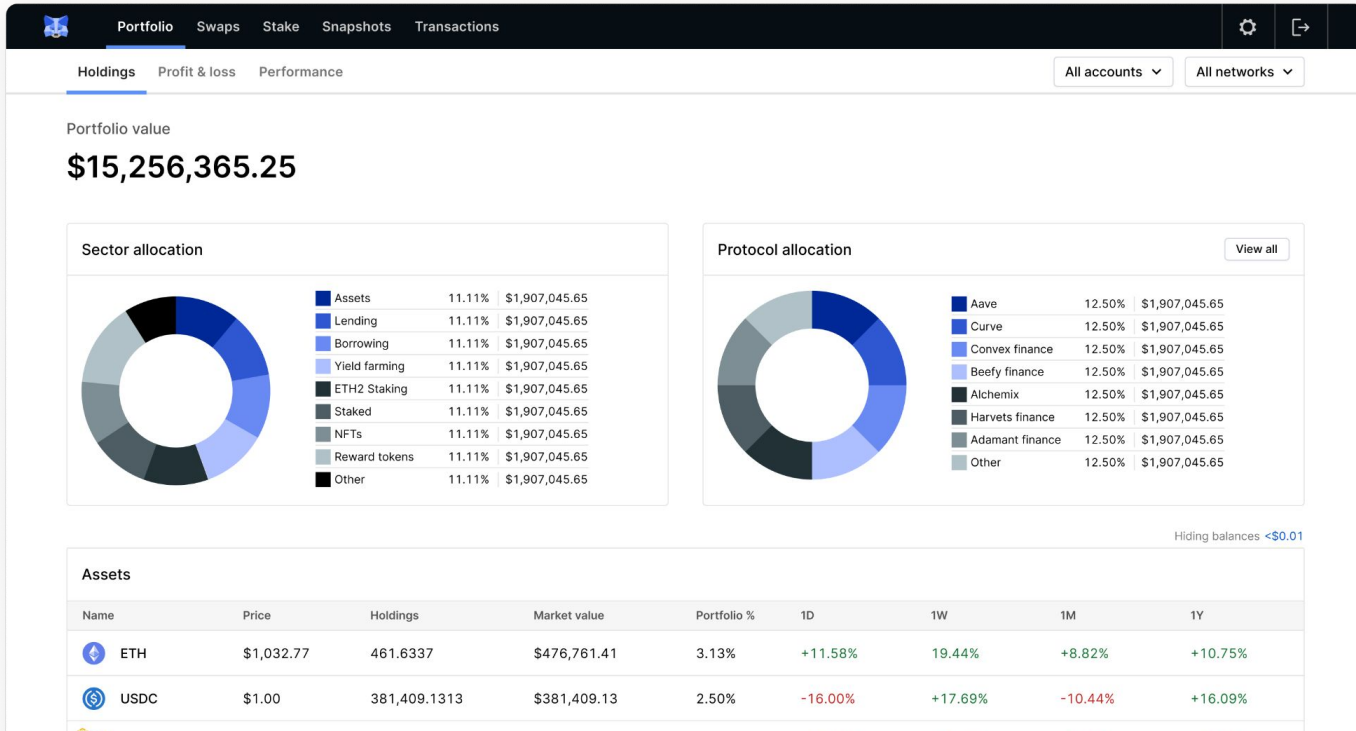 Portfolio Swaps Stake Snapshots Transactions
Holdings Profit & loss Performance All accounts All networks
Portfolio value
$15,256,365.25
Sector allocation
Assets 11.11% $1,907,045.65
Lending 11.11% $1,907,045.65
Borrowing 11.11% $1,907,045.65
Yield farming 11.11% $1,907,045.65
ETH2 Staking 11.11% $1,907,045.65
Staked 11.11% $1,907,045.65
NFTs 11.11% $1,907,045.65
Reward tokens 11.11% $1,907,045.65
Other 11.11% $1,907,045.65
Protocol allocation View all
Aave 12.50% $1,907,045.65
Curve 12.50% $1,907,045.65
Convex finance 12.50% $1,907,045.65
Beefy finance 12.50% $1,907,045.65
Alchemix 12.50% $1,907,045.65
Harvets finance 12.50% $1,907,045.65
Adamant finance 12.50% $1,907,045.65
Other 12.50% $1,907,045.65
Hiding balances <$0.01
Assets
Name Price Holdings Market value Portfolio % 1D 1W 1M 1Y
ETH $1,032.77 461.6337 $476,761.41 3.13% +11.58% 19.44% +8.82% +10.75%
USDC $1.00 381,409.1313 $381,409.13 2.50% -16.00% +17.69% -10.44% +16.09%